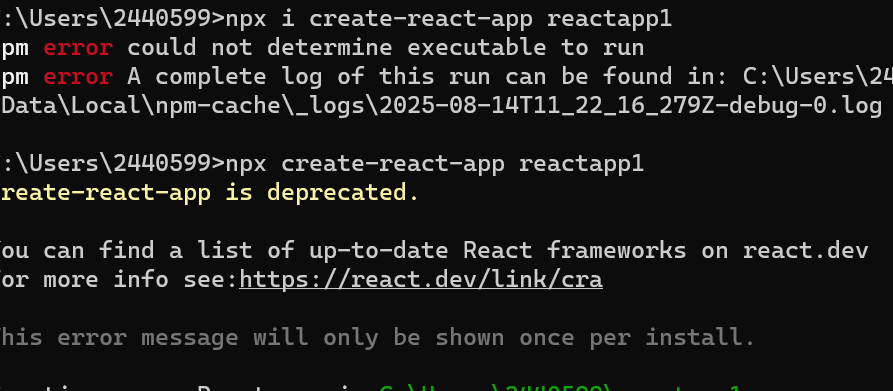 :\Users\2440599>npx i create-react-app reactapp1
pm error could not determine executable to run
pm error A complete log of this run can be found in: C:\Users\24
Data\Local\npm-cache\_logs\2025-08-14T11_22_16_279Z-debug-0.log
:\Users\2440599>npx create-react-app reactapp1
reate-react-app is deprecated.
ou can find a list of up-to-date React frameworks on react.dev
or more info see:https://react.dev/link/cra
his error message will only be shown once per install.